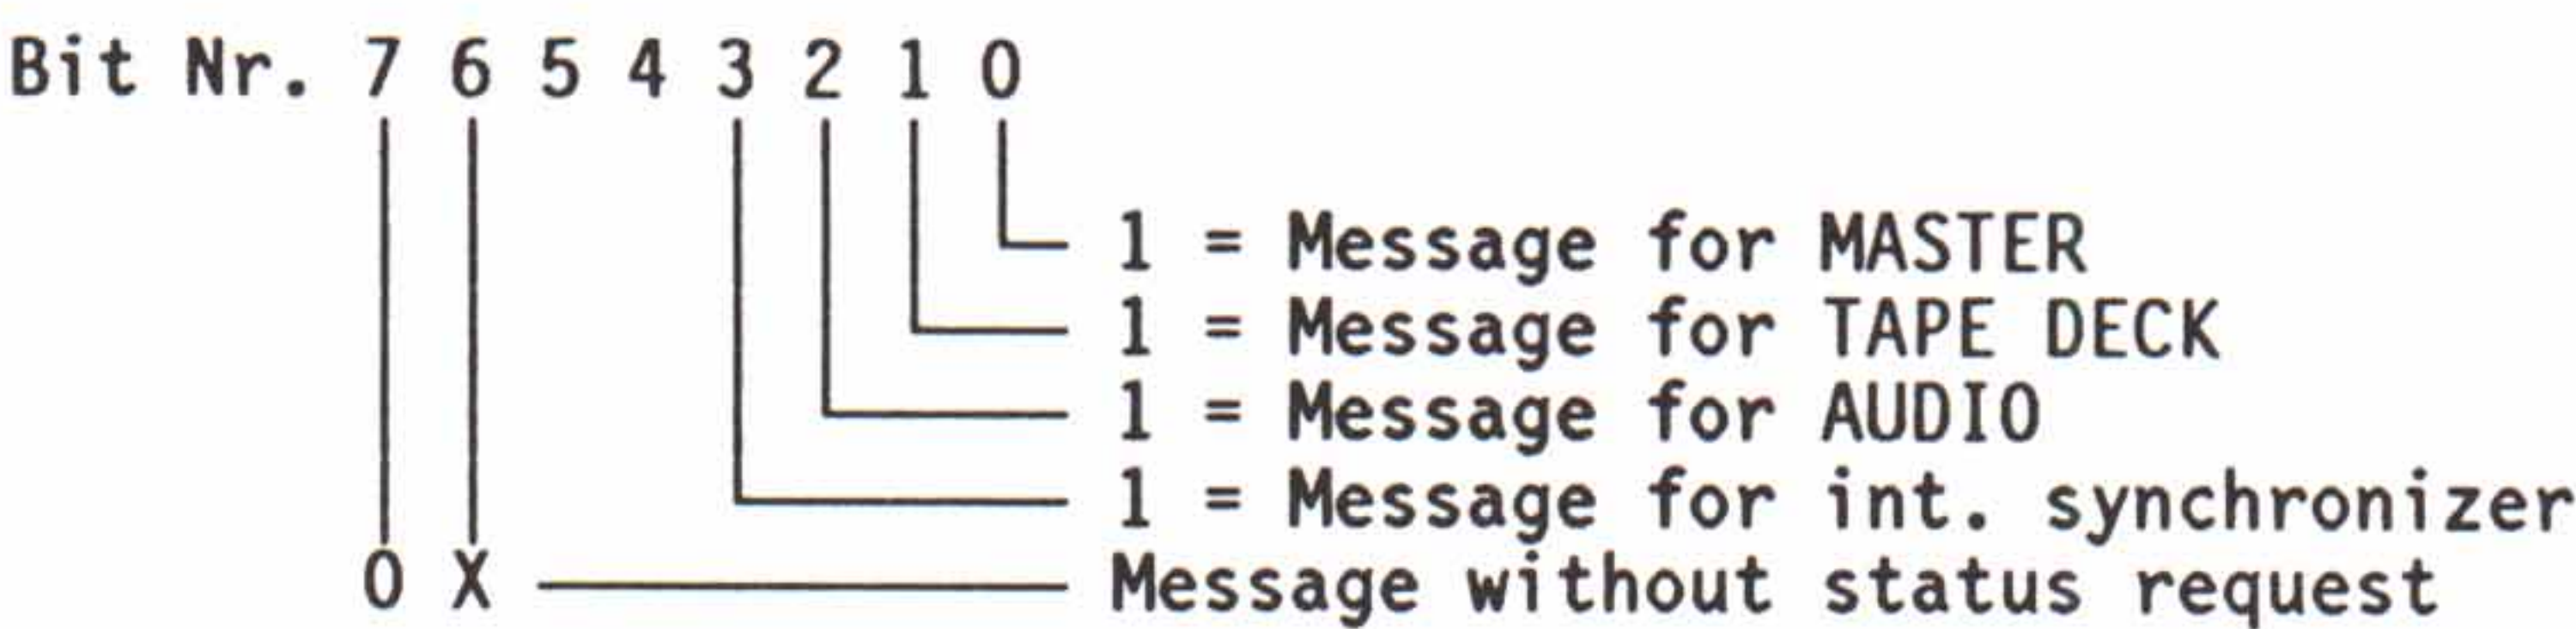 Bit Nr. 7 6 5 4 3 2 1 0
1 = Message for MASTER
1 = Message for TAPE DECK
1 = Message for AUDIO
1 = Message for int. synchronizer
0 X Message without status request